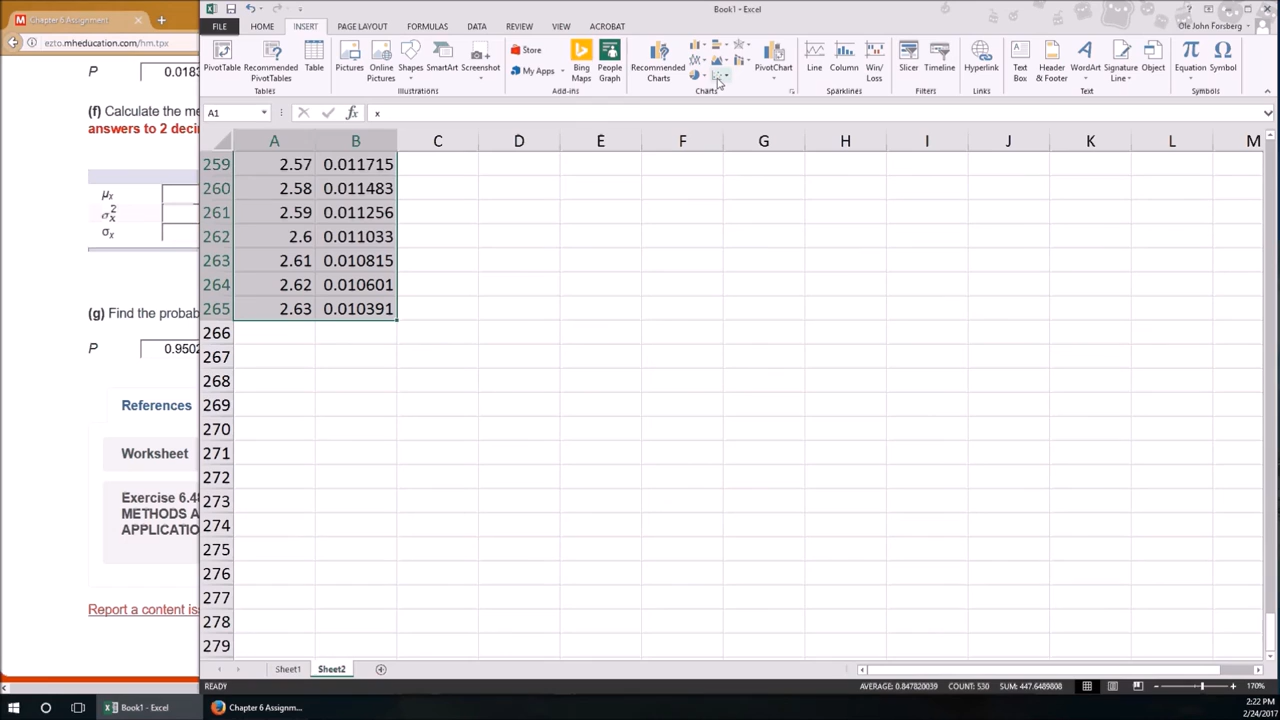 Chapter 6 Assignment
ezto.mheducation.com/hm.tpx
P 0.0183
(f) Calculate the me
answers to 2 deci
μx
σ2x
σx
(g) Find the probab
P 0.9502
References
Worksheet
Exercise 6.48
METHODS A
APPLICATIO
Report a content iss
Book1 - Excel
FILE HOME INSERT PAGE LAYOUT FORMULAS DATA REVIEW VIEW ACROBAT
Ole John Forsberg
PivotTable Recommended PivotTables Table
Pictures Online Pictures Shapes SmartArt Screenshot
Store
My Apps
Bing Maps People Graph
Recommended Charts PivotChart
Line Column Win/ Loss
Slicer Timeline
Hyperlink
Text Box Header & Footer WordArt Signature Line Object
Equation Symbol
Tables Illustrations Add-ins Charts Sparklines Filters Links Text Symbols
A1 fx x
A B C D E F G H I J K L M
259 2.57 0.011715
260 2.58 0.011483
261 2.59 0.011256
262 2.6 0.011033
263 2.61 0.010815
264 2.62 0.010601
265 2.63 0.010391
266
267
268
269
270
271
272
273
274
275
276
277
278
279
Sheet1 Sheet2
READY AVERAGE: 0.847820039 COUNT: 530 SUM: 447.6489808 170%
Book1 - Excel Chapter 6 Assignm...
2:22 PM
2/24/2017